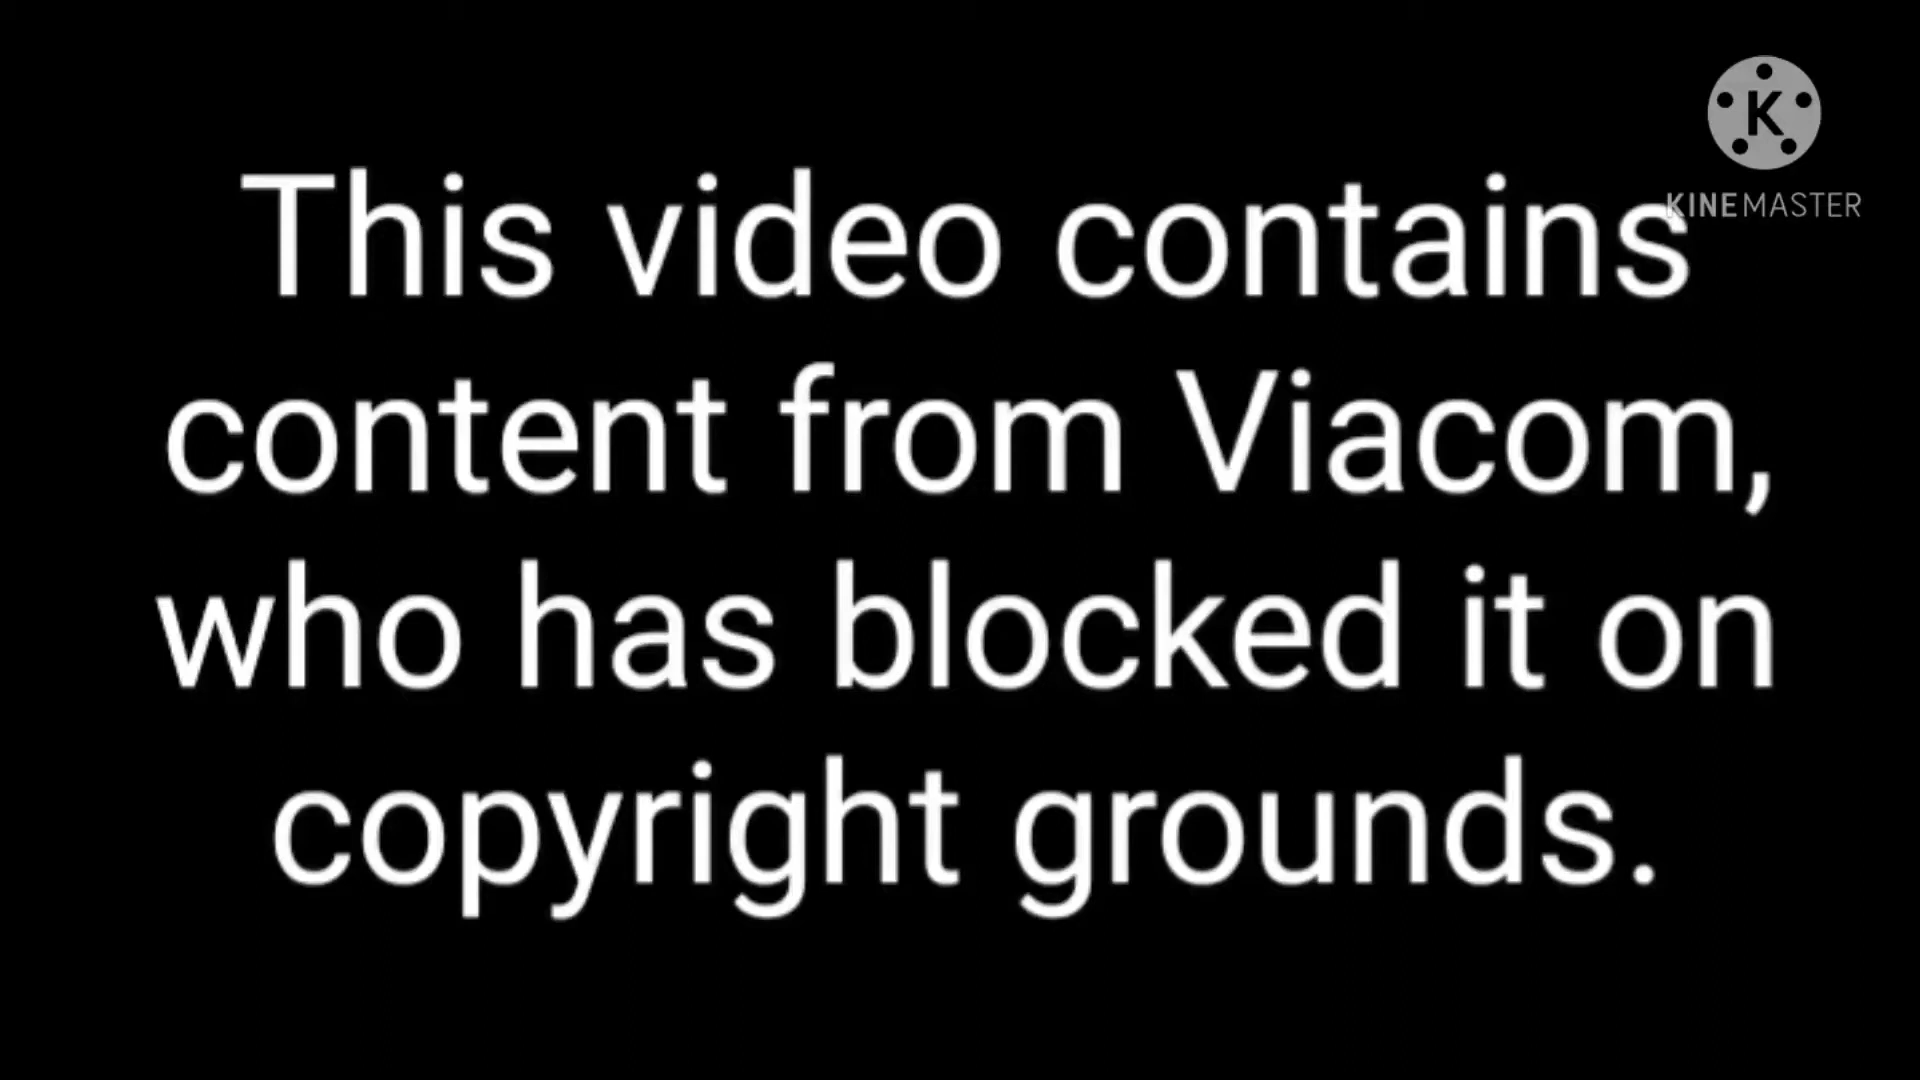 K
KINEMASTER
This video contains
content from Viacom,
who has blocked it on
copyright grounds.